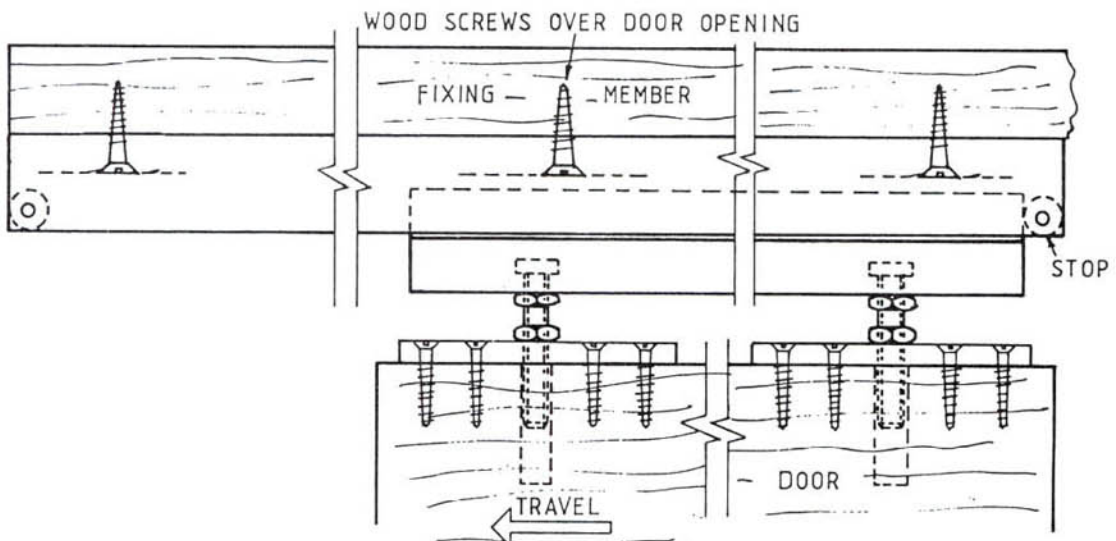 WOOD SCREWS OVER DOOR OPENING
FIXING - - MEMBER
STOP
- DOOR
TRAVEL